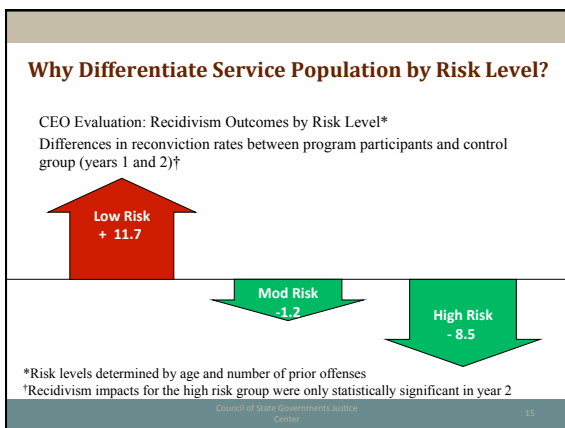 Why Differentiate Service Population by Risk Level?
CEO Evaluation: Recidivism Outcomes by Risk Level*
Differences in reconviction rates between program participants and control
group (years 1 and 2)†
Low Risk
+ 11.7
Mod Risk
-1.2
High Risk
- 8.5
*Risk levels determined by age and number of prior offenses
†Recidivism impacts for the high risk group were only statistically significant in year 2
Council of State Governments Justice
Center
15